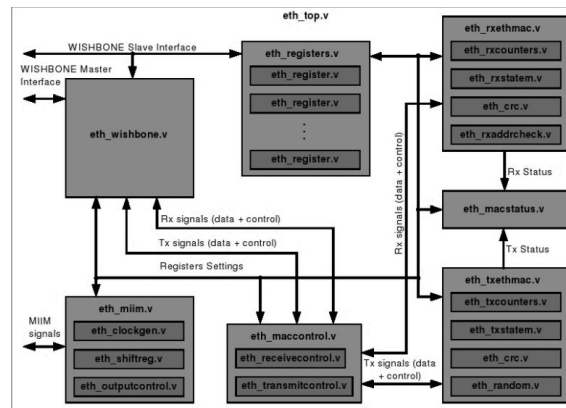 eth_top.v
WISHBONE Slave Interface
WISHBONE Master
Interface
eth_wishbone.v
eth_registers.v
eth_register.v
eth_register.v
eth_register.v
eth_rxethmac.v
eth_rxcounters.v
eth_rxstatem.v
eth_crc.v
eth_rxaddrcheck.v
Rx signals (data + control)
Rx Status
eth_macstatus.v
Tx Status
Rx signals (data + control)
Tx signals (data + control)
Registers Settings
eth_miim.v
MIIM
signals
eth_clockgen.v
eth_shiftreg.v
eth_outputcontrol.v
eth_maccontrol.v
eth_receivecontrol.v
eth_transmitcontrol.v
Tx signals (data
+ control)
eth_txethmac.v
eth_txcounters.v
eth_txstatem.v
eth_crc.v
eth_random.v